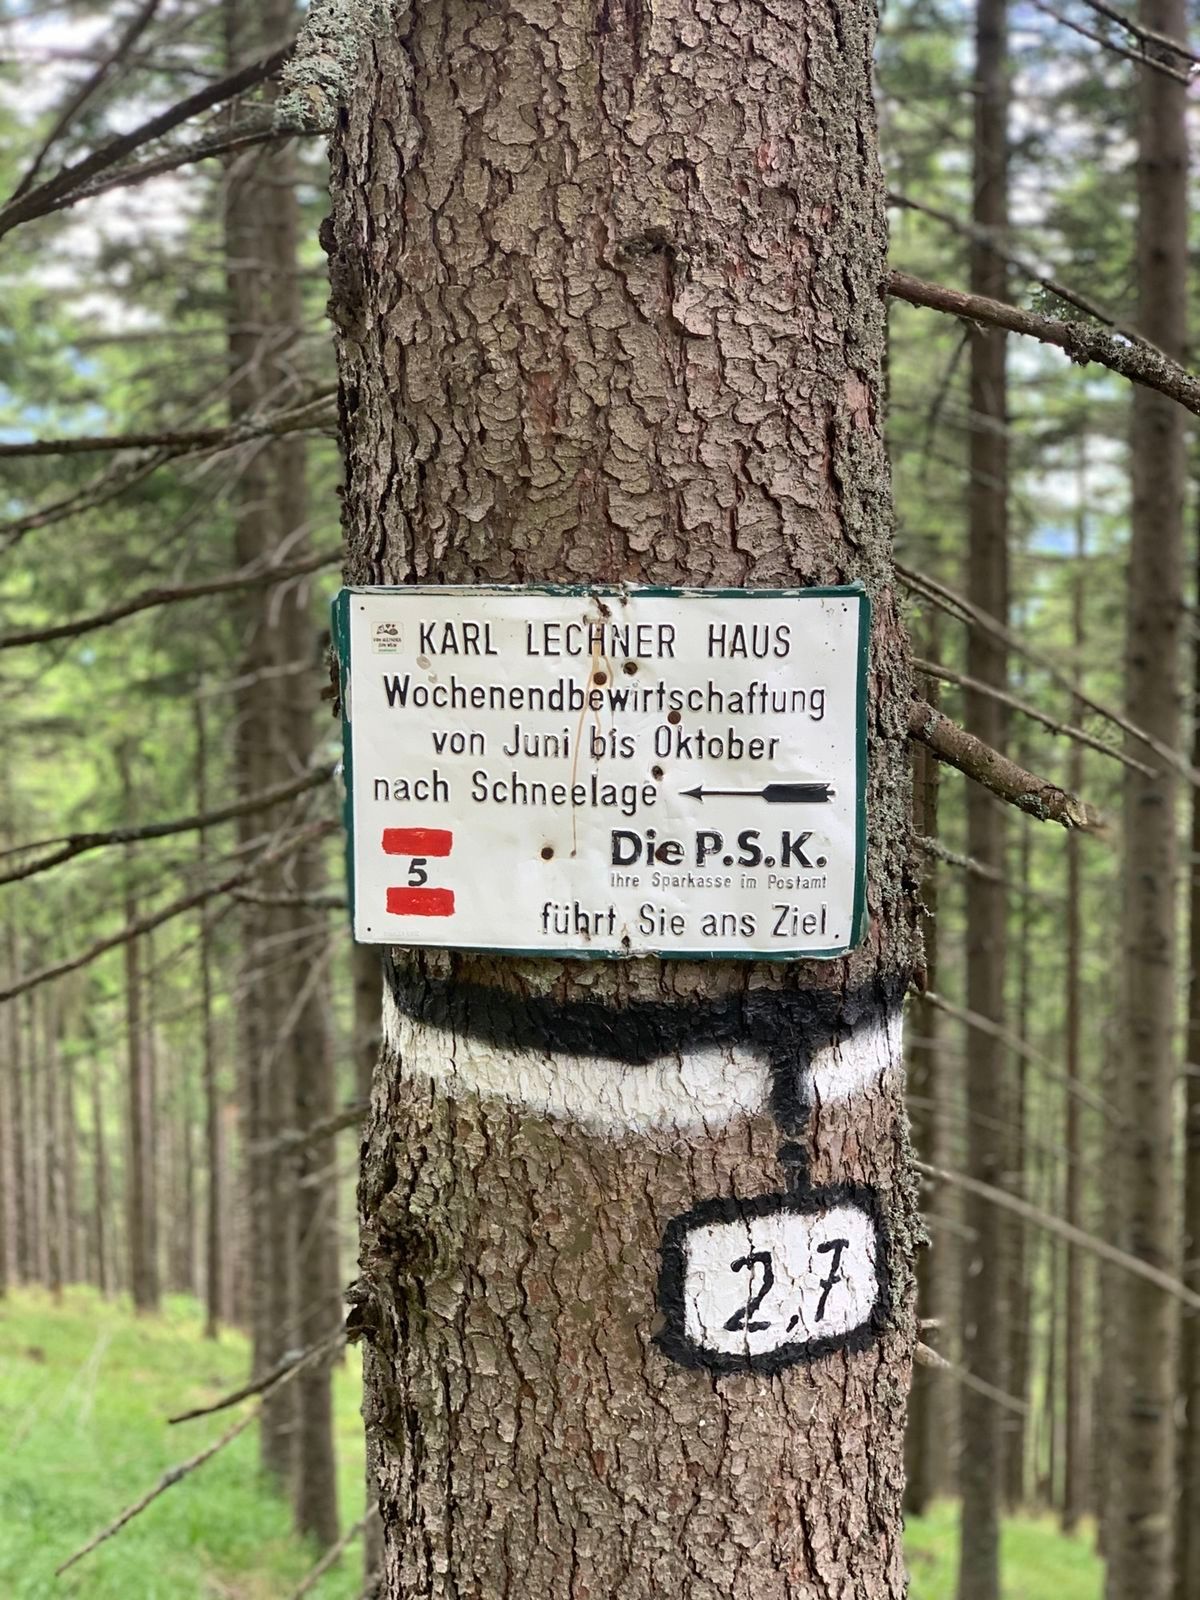 KARL LECHNER HAUS
Wochenendbewirtschaftung
von Juni bis Oktober
nach Schneelage
5
Die P.S.K.
Ihre Sparkasse im Postamt
führt Sie ans Ziel.
2.7